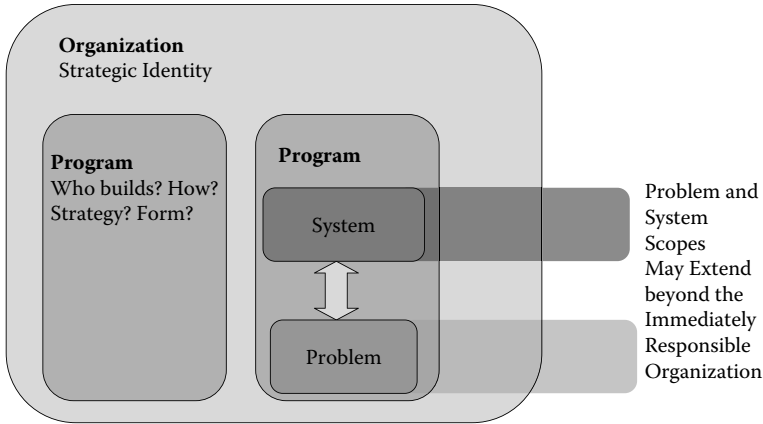 Organization
Strategic Identity
Program
Who builds? How?
Strategy? Form?
Program
System
Problem
Problem and
System
Scopes
May Extend
beyond the
Immediately
Responsible
Organization